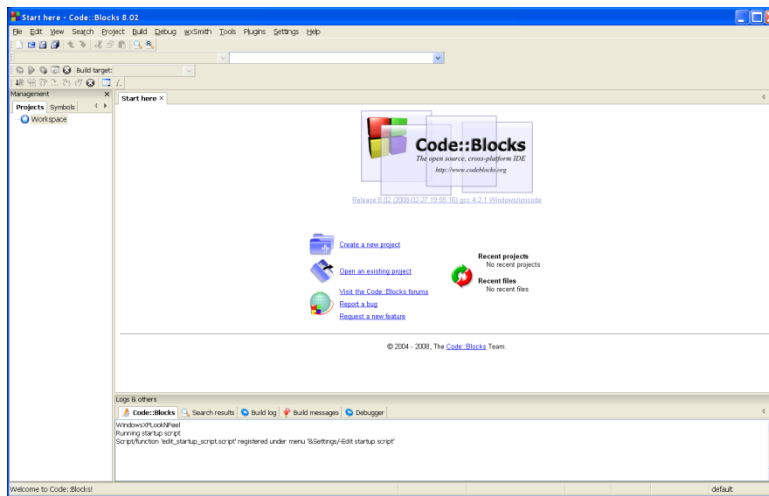 Start here - Code::Blocks 8.02
File Edit View Search Project Build Debug wxSmith Tools Plugins Settings Help
Build target:
Management
Projects Symbols
Workspace
Start here
Code::Blocks
The open source, cross-platform IDE
http://www.codeblocks.org
Release 8.02 (2008-02-27 19:55:16) gcc 4.2.1 Windows/unicode
Create a new project
Open an existing project
Visit the Code::Blocks forums
Report a bug
Request a new feature
Recent projects
No recent projects
Recent files
No recent files
© 2004 - 2008, The Code::Blocks Team.
Logs & others
Code::Blocks Search results Build log Build messages Debugger
WindowsXPLookNFeel
Running startup script
Script/function 'edit_startup_script.script' registered under menu '&Settings/-Edit startup script'
Welcome to Code::Blocks!
default